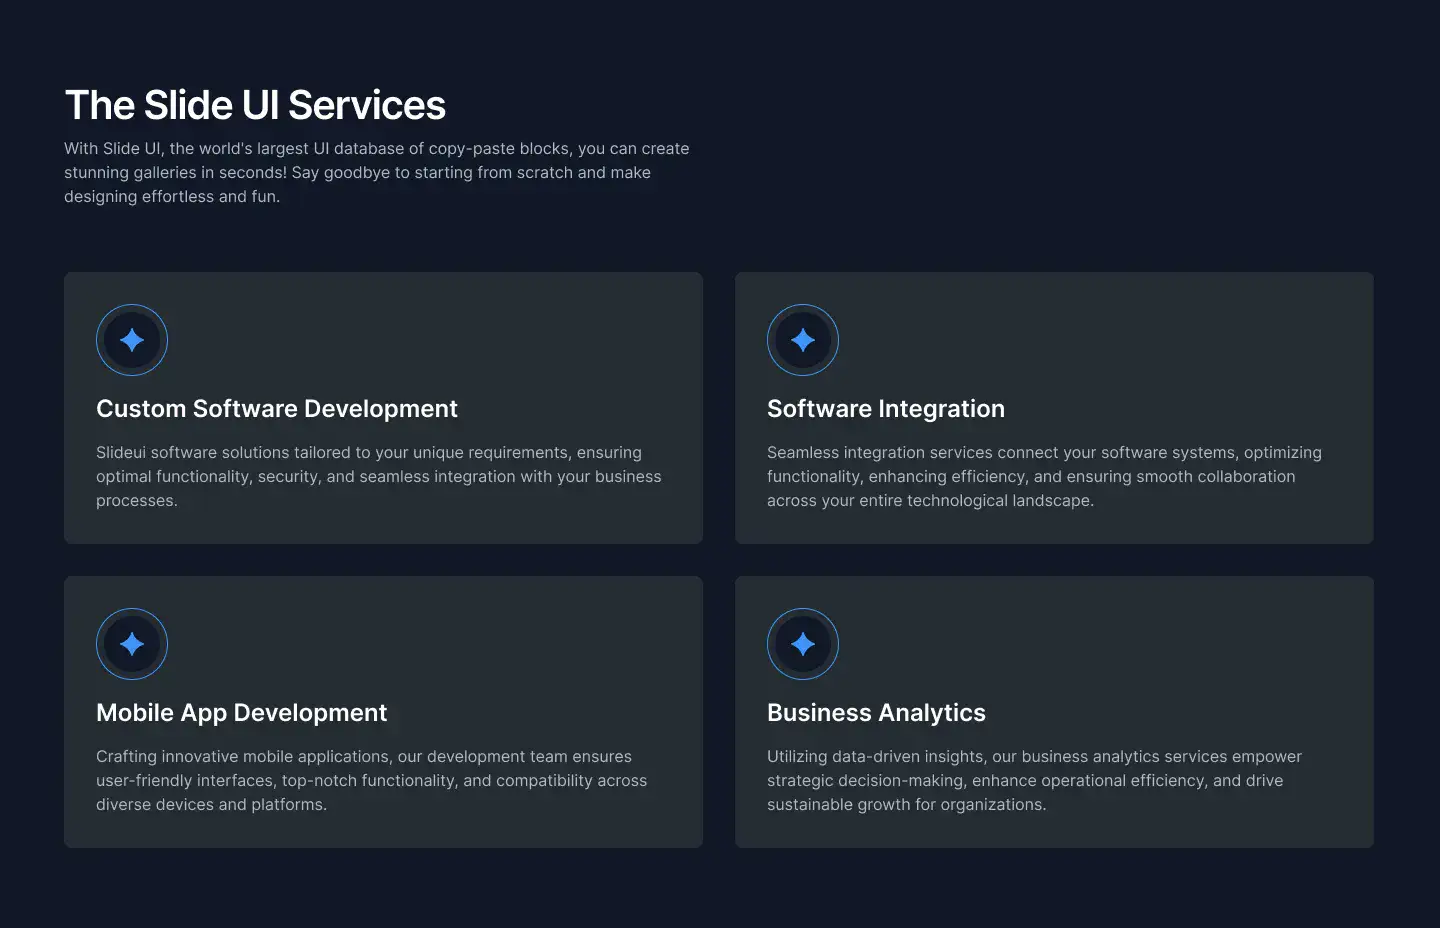 The Slide UI Services
With Slide UI, the world's largest UI database of copy-paste blocks, you can create
stunning galleries in seconds! Say goodbye to starting from scratch and make
designing effortless and fun.
Custom Software Development
Slideui software solutions tailored to your unique requirements, ensuring
optimal functionality, security, and seamless integration with your business
processes.
Software Integration
Seamless integration services connect your software systems, optimizing
functionality, enhancing efficiency, and ensuring smooth collaboration
across your entire technological landscape.
Mobile App Development
Crafting innovative mobile applications, our development team ensures
user-friendly interfaces, top-notch functionality, and compatibility across
diverse devices and platforms.
Business Analytics
Utilizing data-driven insights, our business analytics services empower
strategic decision-making, enhance operational efficiency, and drive
sustainable growth for organizations.